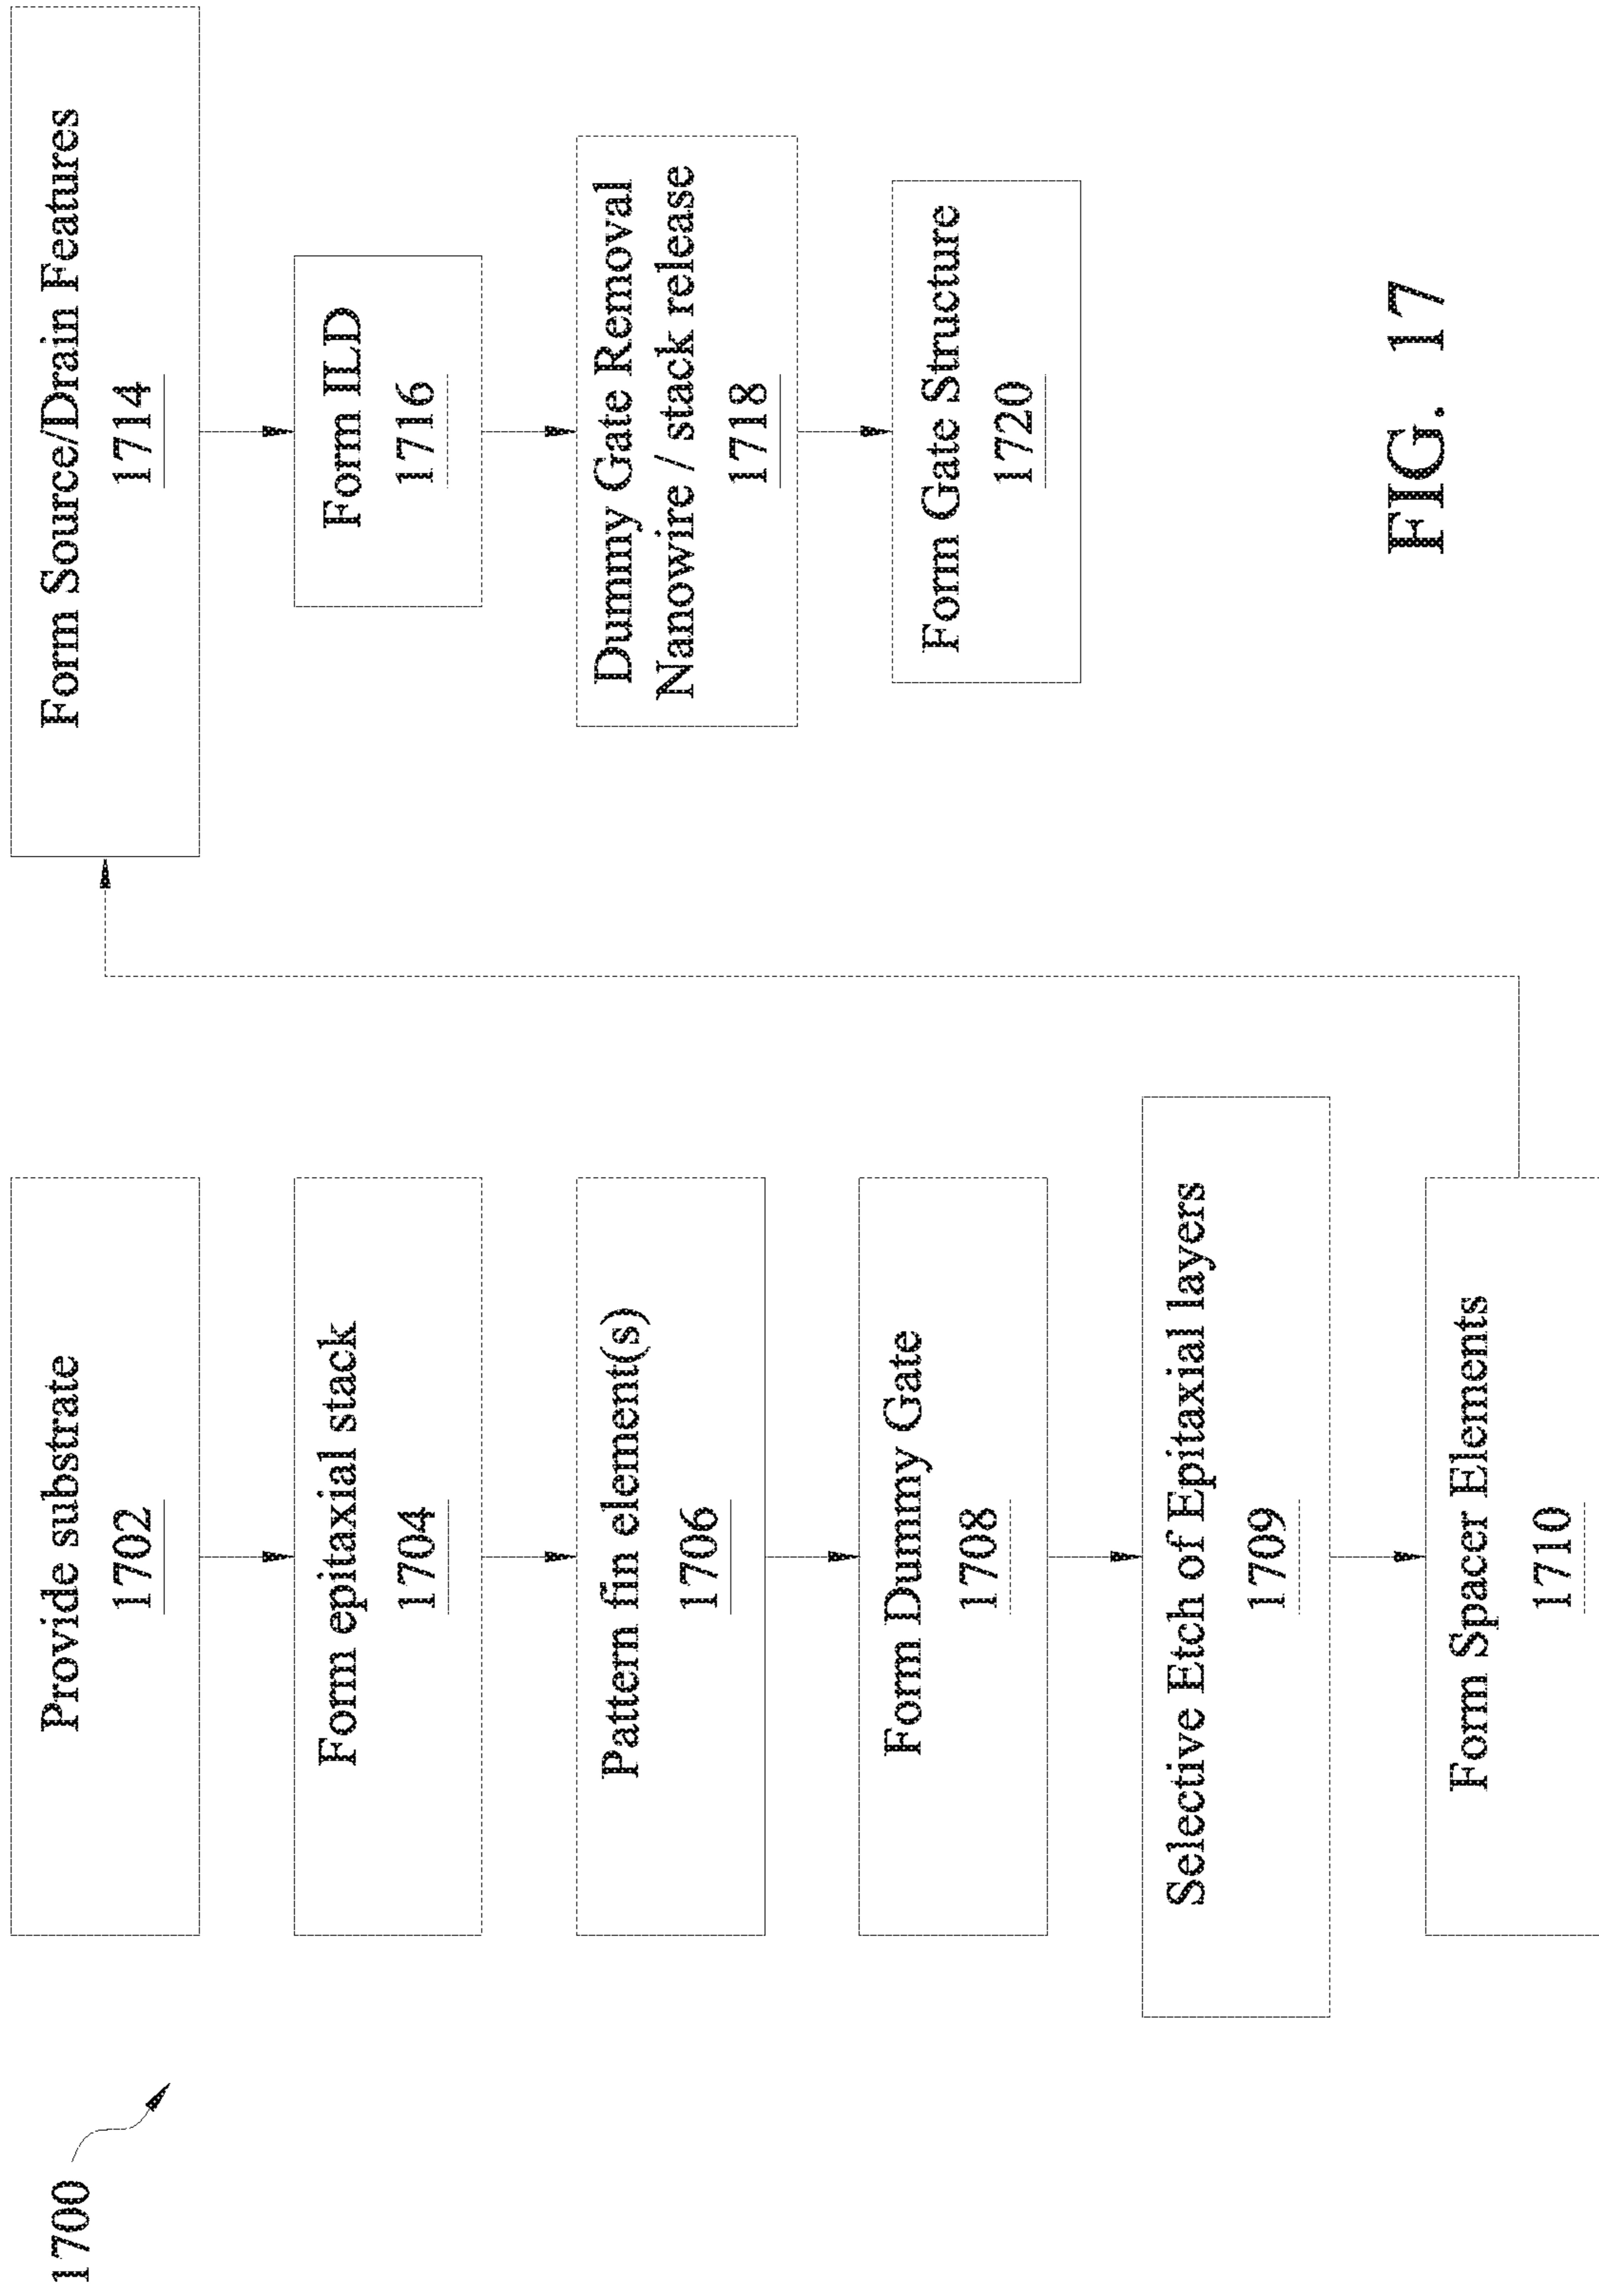 1700
Provide substrate
1702
Form epitaxial stack
1704
Pattern fin element(s)
1706
Form Dummy Gate
1708
Selective Etch of Epitaxial layers
1709
Form Spacer Elements
1710
Form Source/Drain Features
1714
Form ILD
1716
Dummy Gate Removal
Nanowire / stack release
1718
Form Gate Structure
1720
FIG. 17